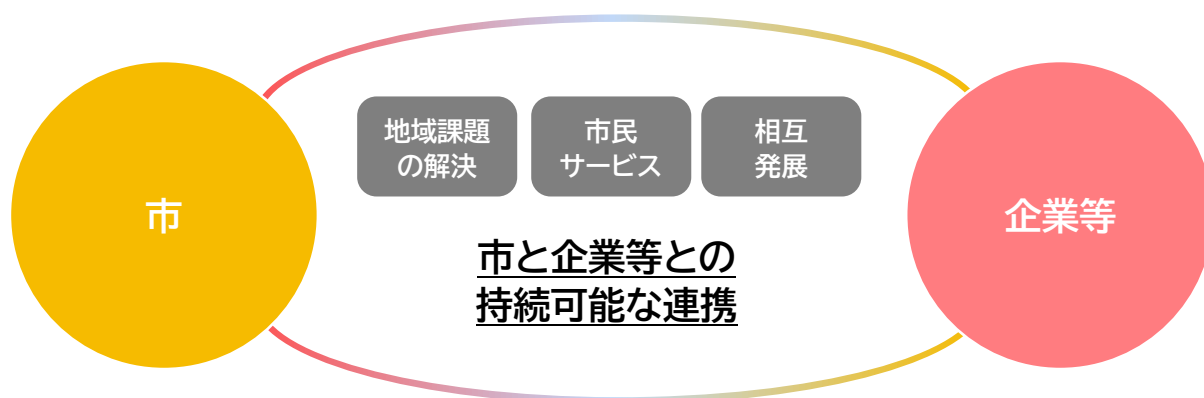 市
地域課題
の解決
市民
サービス
相互
発展
企業等
市と企業等との
持続可能な連携